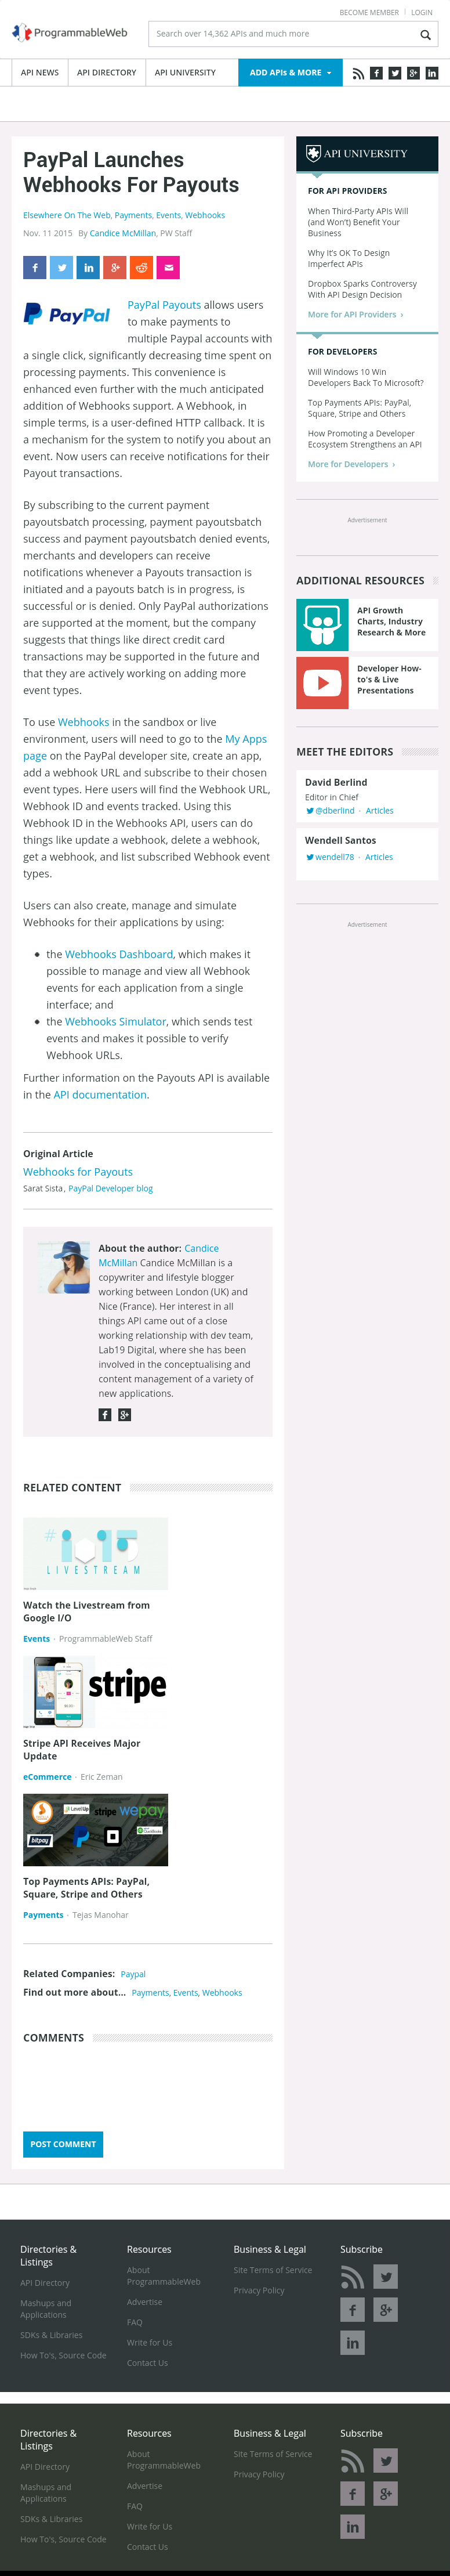 BECOME MEMBER
LOGIN
ProgrammableWeb
Search over 14,362 APIs and much more
API NEWS
API DIRECTORY
API UNIVERSITY
ADD APIs & MORE
PayPal Launches
Webhooks For Payouts
Elsewhere On The Web, Payments, Events, Webhooks
Nov. 11 2015 By Candice McMillan, PW Staff
PayPal
PayPal Payouts allows users
to make payments to
multiple Paypal accounts with
a single click, significantly decreasing time spent on
processing payments. This convenience is
enhanced even further with the much anticipated
addition of Webhooks support. A Webhook, in
simple terms, is a user-defined HTTP callback. It is
a mechanism for the system to notify you about an
event. Now users can receive notifications for their
Payout transactions.
By subscribing to the current payment
payoutsbatch processing, payment payoutsbatch
success and payment payoutsbatch denied events,
merchants and developers can receive
notifications whenever a Payouts transaction is
initiated and a payouts batch is in progress, is
successful or is denied. Only PayPal authorizations
are supported at the moment, but the company
suggests that things like direct credit card
transactions may be supported in the future and
that they are actively working on adding more
event types.
To use Webhooks in the sandbox or live
environment, users will need to go to the My Apps
page on the PayPal developer site, create an app,
add a webhook URL and subscribe to their chosen
event types. Here users will find the Webhook URL,
Webhook ID and events tracked. Using this
Webhook ID in the Webhooks API, users can do
things like update a webhook, delete a webhook,
get a webhook, and list subscribed Webhook event
types.
Users can also create, manage and simulate
Webhooks for their applications by using:
the Webhooks Dashboard, which makes it
possible to manage and view all Webhook
events for each application from a single
interface; and
the Webhooks Simulator, which sends test
events and makes it possible to verify
Webhook URLs.
Further information on the Payouts API is available
in the API documentation.
Original Article
Webhooks for Payouts
Sarat Sista, PayPal Developer blog
About the author: Candice
McMillan Candice McMillan is a
copywriter and lifestyle blogger
working between London (UK) and
Nice (France). Her interest in all
things API came out of a close
working relationship with dev team,
Lab19 Digital, where she has been
involved in the conceptualising and
content management of a variety of
new applications.
RELATED CONTENT
#io15
LIVESTREAM
Watch the Livestream from
Google I/O
Events - ProgrammableWeb Staff
stripe
Stripe API Receives Major
Update
eCommerce - Eric Zeman
LevelUp
stripe
wepay
bitpay
QuickBooks
Top Payments APIs: PayPal,
Square, Stripe and Others
Payments - Tejas Manohar
Related Companies: Paypal
Find out more about... Payments, Events, Webhooks
COMMENTS
POST COMMENT
API UNIVERSITY
FOR API PROVIDERS
When Third-Party APIs Will
(and Won't) Benefit Your
Business
Why It's OK To Design
Imperfect APIs
Dropbox Sparks Controversy
With API Design Decision
More for API Providers ›
FOR DEVELOPERS
Will Windows 10 Win
Developers Back To Microsoft?
Top Payments APIs: PayPal,
Square, Stripe and Others
How Promoting a Developer
Ecosystem Strengthens an API
More for Developers ›
Advertisement
ADDITIONAL RESOURCES
API Growth
Charts, Industry
Research & More
Developer How-
to's & Live
Presentations
MEET THE EDITORS
David Berlind
Editor in Chief
@dberlind - Articles
Wendell Santos
wendell78 - Articles
Advertisement
Directories &
Listings
API Directory
Mashups and
Applications
SDKs & Libraries
How To's, Source Code
Resources
About
ProgrammableWeb
Advertise
FAQ
Write for Us
Contact Us
Business & Legal
Site Terms of Service
Privacy Policy
Subscribe
Directories &
Listings
API Directory
Mashups and
Applications
SDKs & Libraries
How To's, Source Code
Resources
About
ProgrammableWeb
Advertise
FAQ
Write for Us
Contact Us
Business & Legal
Site Terms of Service
Privacy Policy
Subscribe